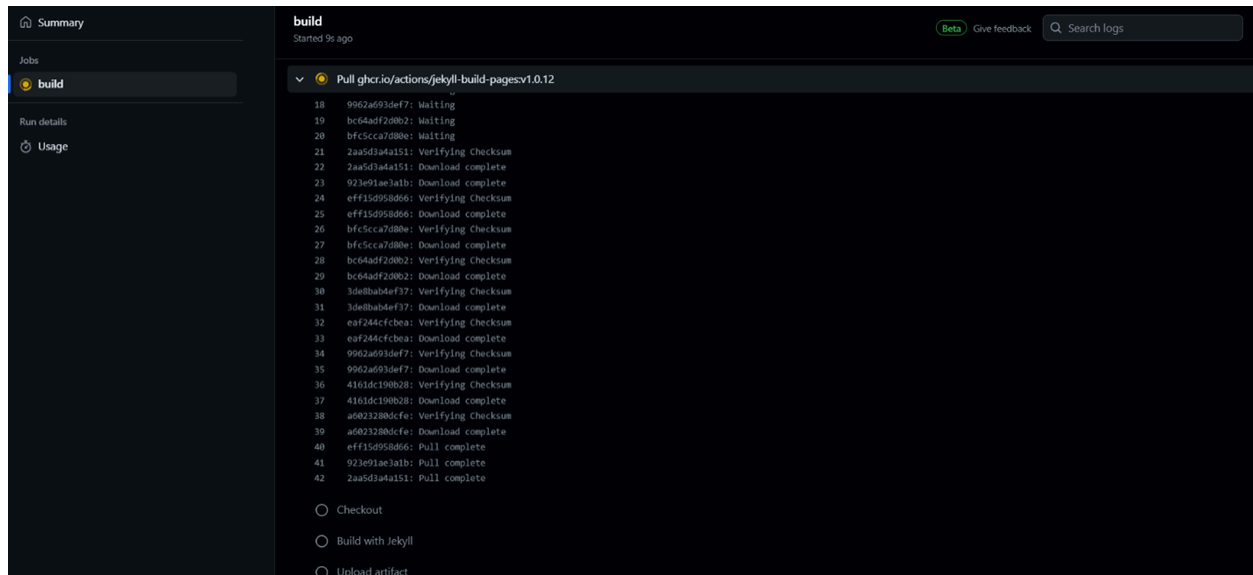 Summary
Jobs
build
Run details
Usage
build
Started 9s ago
Beta Give feedback
Search logs
Pull ghcr.io/actions/jekyll-build-pages:v1.0.12
18 9962a693def7: Waiting
19 bc64adf2d0b2: Waiting
20 bfc5cca7d80e: Waiting
21 2aa5d3a4a151: Verifying Checksum
22 2aa5d3a4a151: Download complete
23 923e91ae3a1b: Download complete
24 eff15d958d66: Verifying Checksum
25 eff15d958d66: Download complete
26 bfc5cca7d80e: Verifying Checksum
27 bfc5cca7d80e: Download complete
28 bc64adf2d0b2: Verifying Checksum
29 bc64adf2d0b2: Download complete
30 3de8bab4ef37: Verifying Checksum
31 3de8bab4ef37: Download complete
32 eaf244cfcbea: Verifying Checksum
33 eaf244cfcbea: Download complete
34 9962a693def7: Verifying Checksum
35 9962a693def7: Download complete
36 4161dc190b28: Verifying Checksum
37 4161dc190b28: Download complete
38 a6023280dcfe: Verifying Checksum
39 a6023280dcfe: Download complete
40 eff15d958d66: Pull complete
41 923e91ae3a1b: Pull complete
42 2aa5d3a4a151: Pull complete
Checkout
Build with Jekyll
Upload artifact